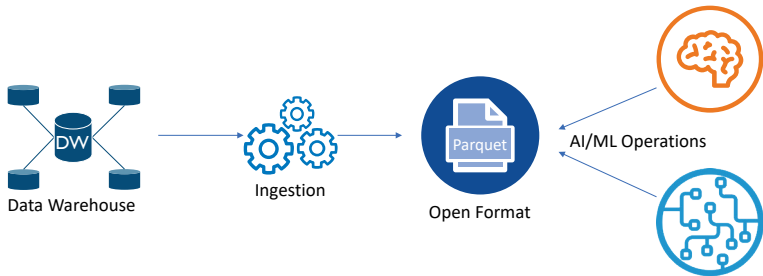 DW
Data Warehouse
Ingestion
Parquet
Open Format
AI/ML Operations